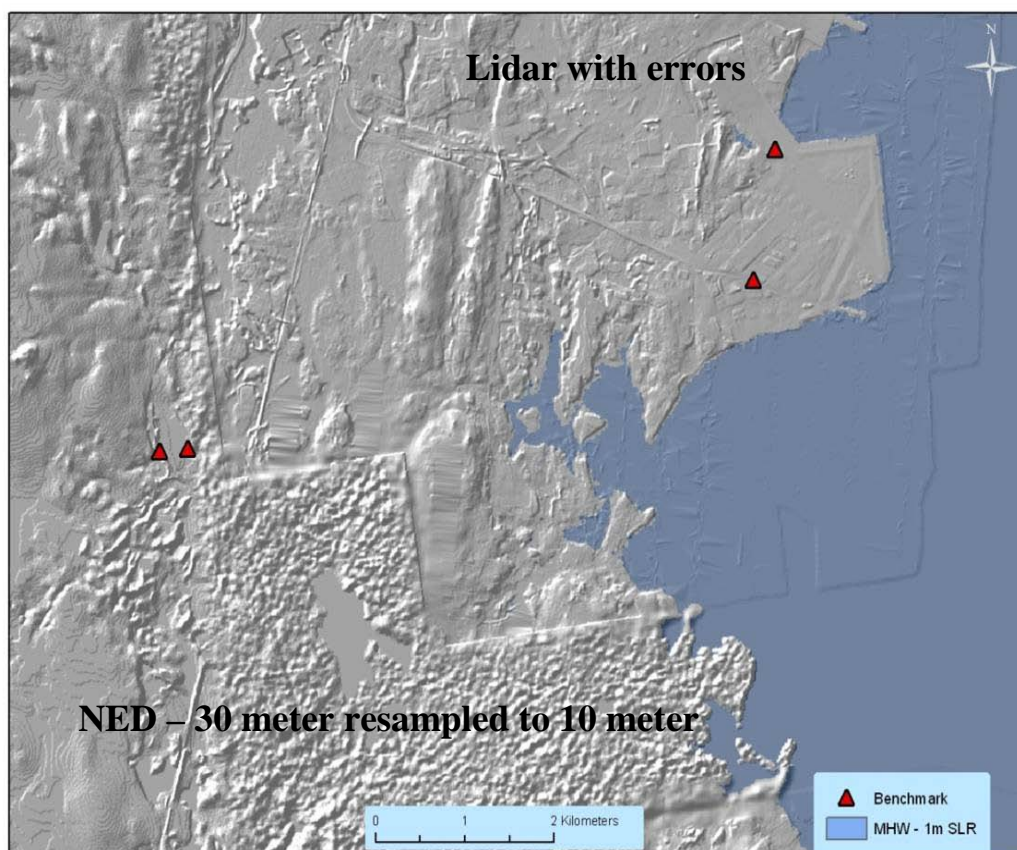 Lidar with errors
N
NED – 30 meter resampled to 10 meter
0 1 2 Kilometers
Benchmark
MHW - 1m SLR